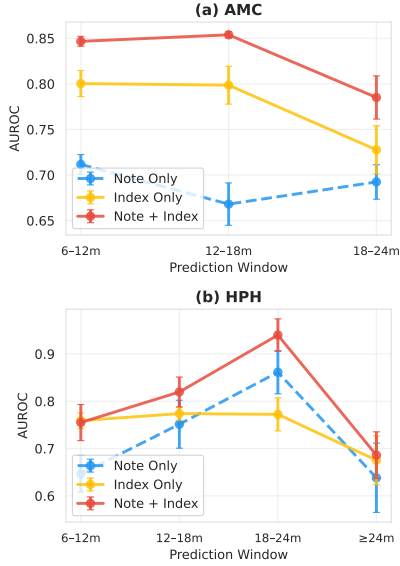 (a) AMC
0.85
0.80
0.75
0.70
0.65
AUROC
Note Only
Index Only
Note + Index
6–12m
12–18m
18–24m
Prediction Window
(b) HPH
0.9
0.8
0.7
0.6
AUROC
Note Only
Index Only
Note + Index
6–12m
12–18m
18–24m
≥24m
Prediction Window